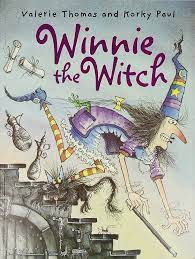 Valerie Thomas and Korky Paul
Winnie
the Witch